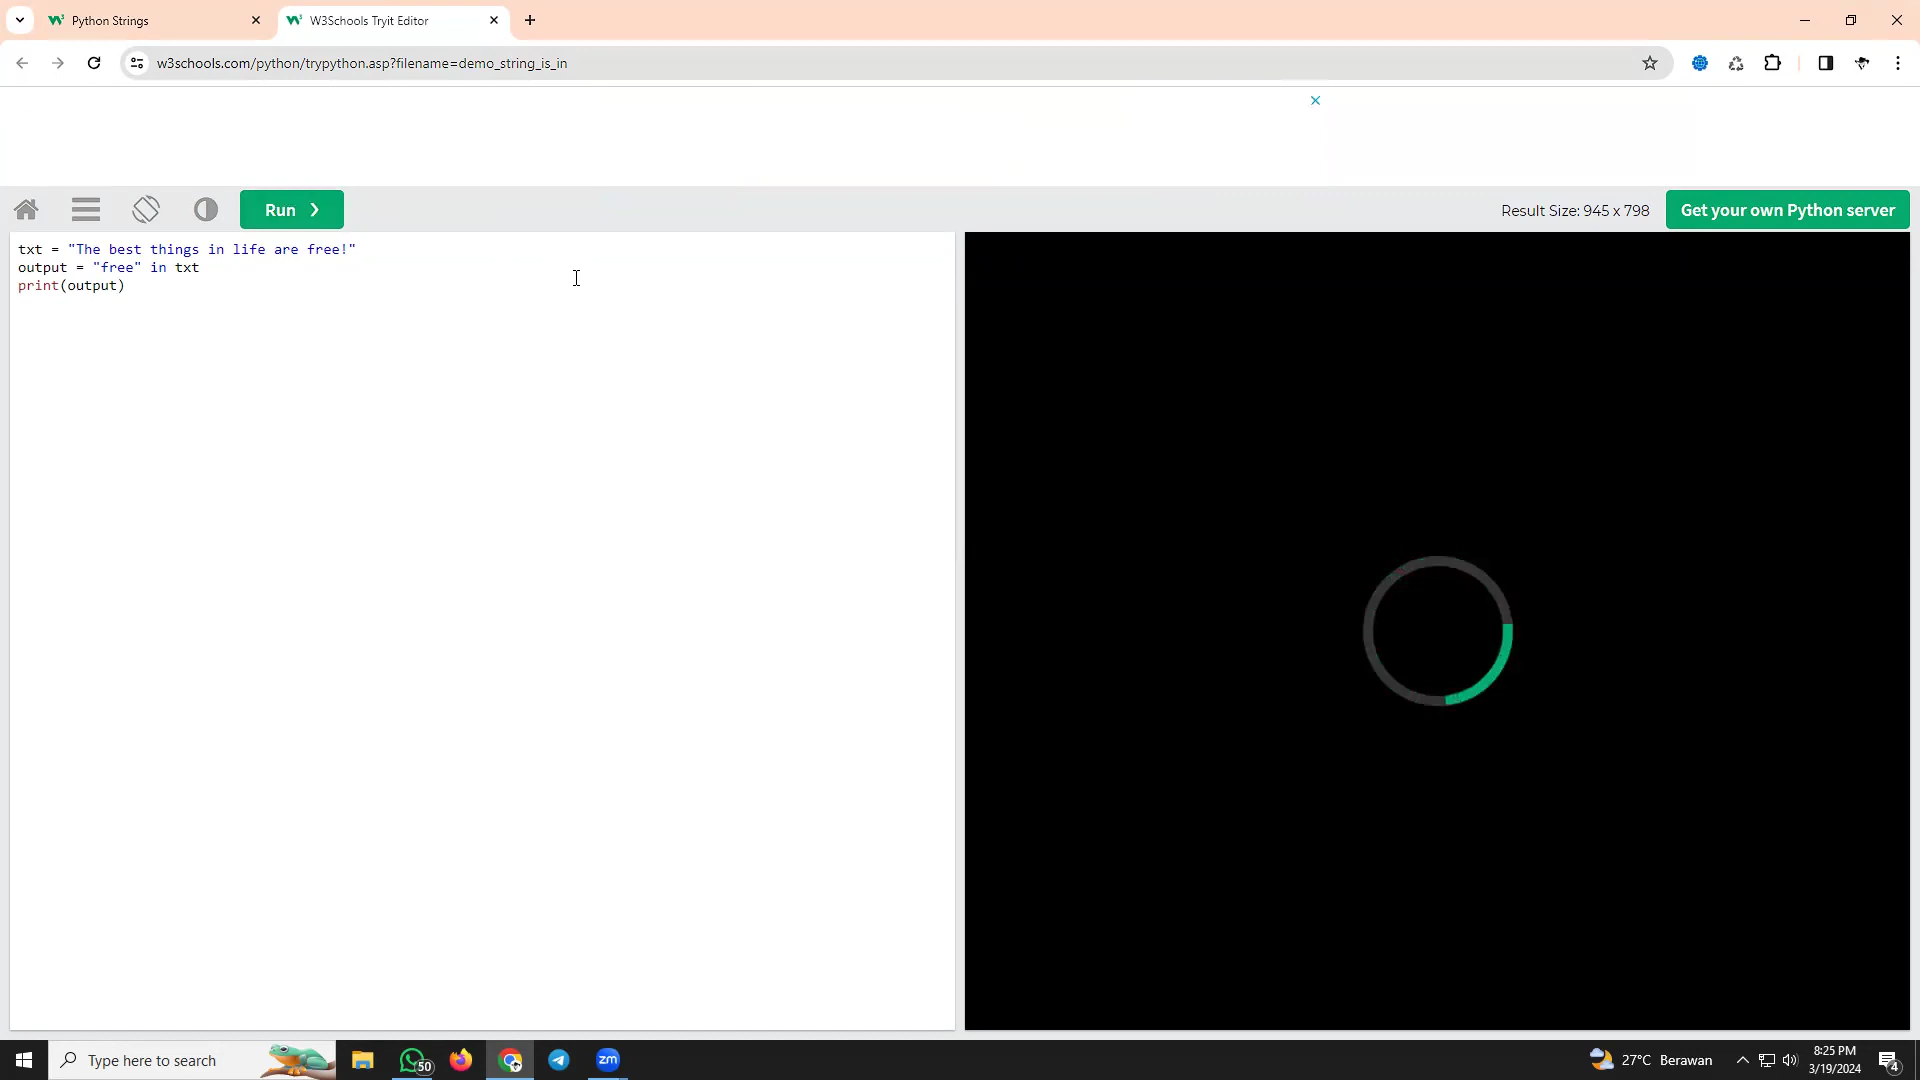 Python Strings
W3Schools Tryit Editor
w3schools.com/python/trypython.asp?filename=demo_string_is_in
Run ❯
Result Size: 945 x 798
Get your own Python server
txt = "The best things in life are free!"
output = "free" in txt
print(output)
Type here to search
50
zm
27°C Berawan
8:25 PM
3/19/2024
4